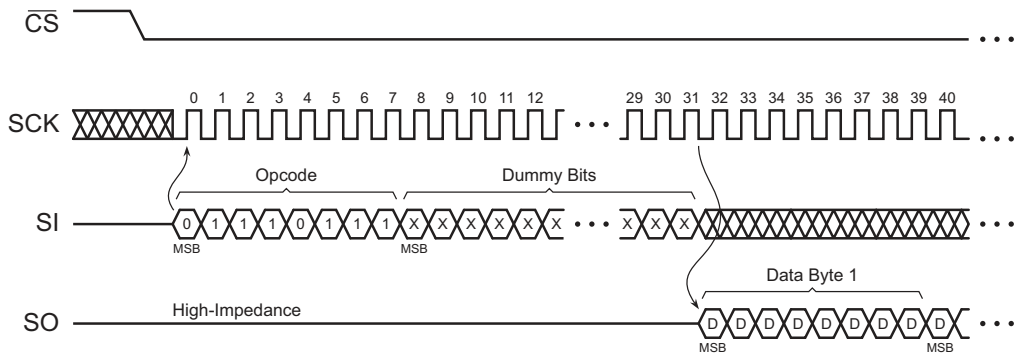 CS
SCK
0 1 2 3 4 5 6 7 8 9 10 11 12 29 30 31 32 33 34 35 36 37 38 39 40
Opcode Dummy Bits
SI
0 1 1 1 0 1 1 1 X X X X X X X X X
MSB MSB
Data Byte 1
SO
High-Impedance
D D D D D D D D D
MSB MSB